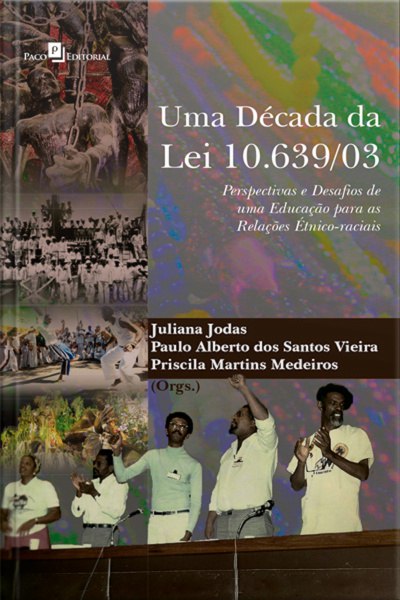 PACO EDITORIAL
Uma Década da
Lei 10.639/03
Perspectivas e Desafios de
uma Educação para as
Relações Étnico-raciais
Juliana Jodas
Paulo Alberto dos Santos Vieira
Priscila Martins Medeiros
(Orgs.)